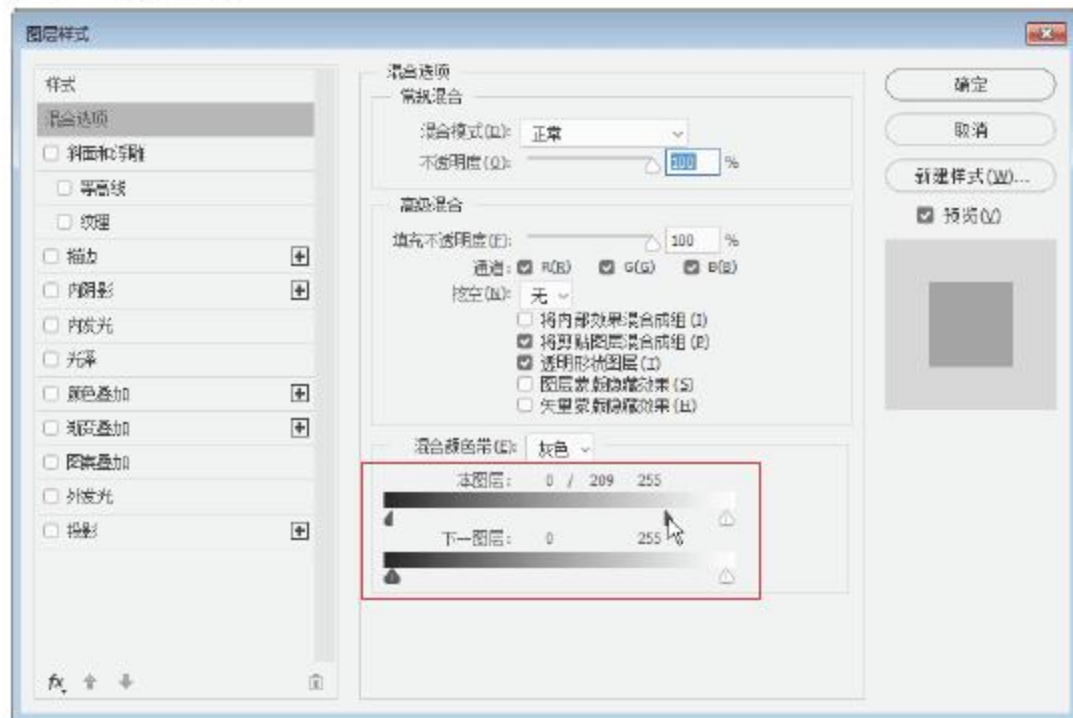 图层样式
样式
混合选项
斜面和浮雕
等高线
纹理
描边
内阴影
内发光
光泽
颜色叠加
渐变叠加
图案叠加
外发光
投影
fx
混合选项
常规混合
混合模式(D): 正常
不透明度(O): 100 %
高级混合
填充不透明度(F): 100 %
通道: R(R) G(G) B(B)
挖空(N): 无
将内部效果混合成组(I)
将剪贴图层混合成组(P)
透明形状图层(T)
图层蒙版隐藏效果(S)
矢量蒙版隐藏效果(H)
混合颜色带(E): 灰色
本图层: 0 / 209 255
下一图层: 0 255
确定
取消
新建样式(W)...
预览(V)